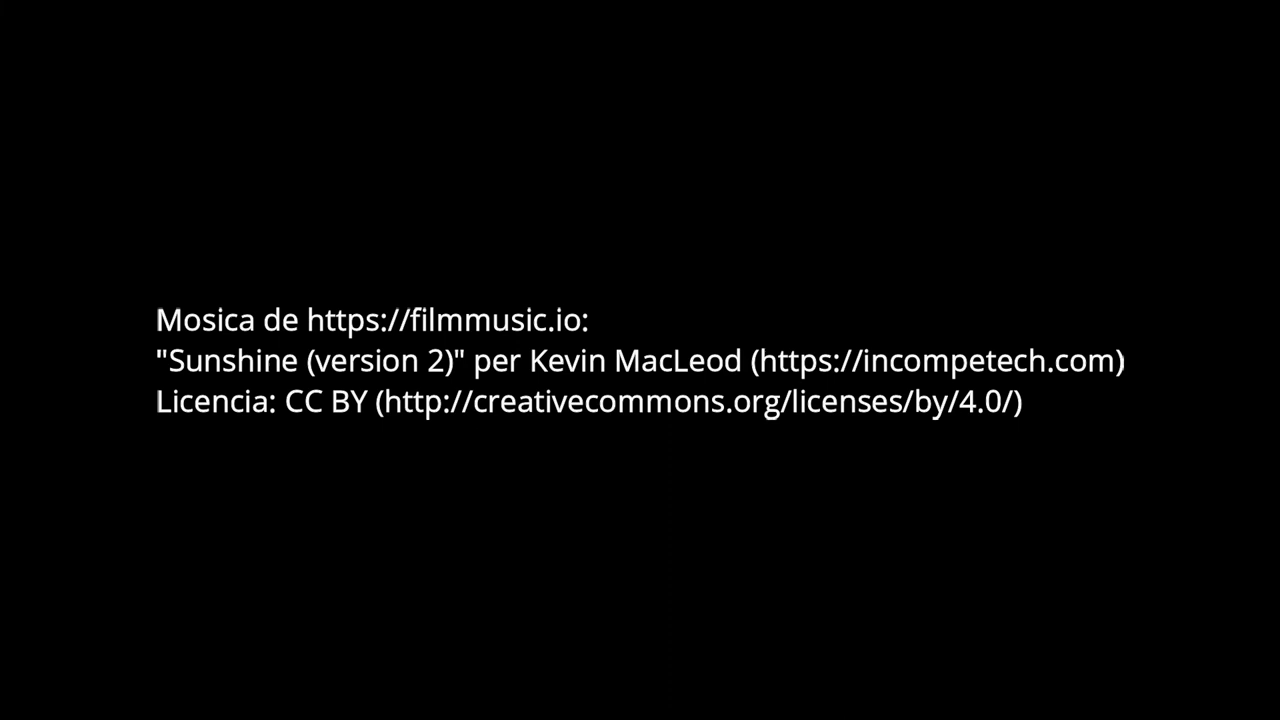 Mosica de https://filmmusic.io:
"Sunshine (version 2)" per Kevin MacLeod (https://incompetech.com)
Licencia: CC BY (http://creativecommons.org/licenses/by/4.0/)